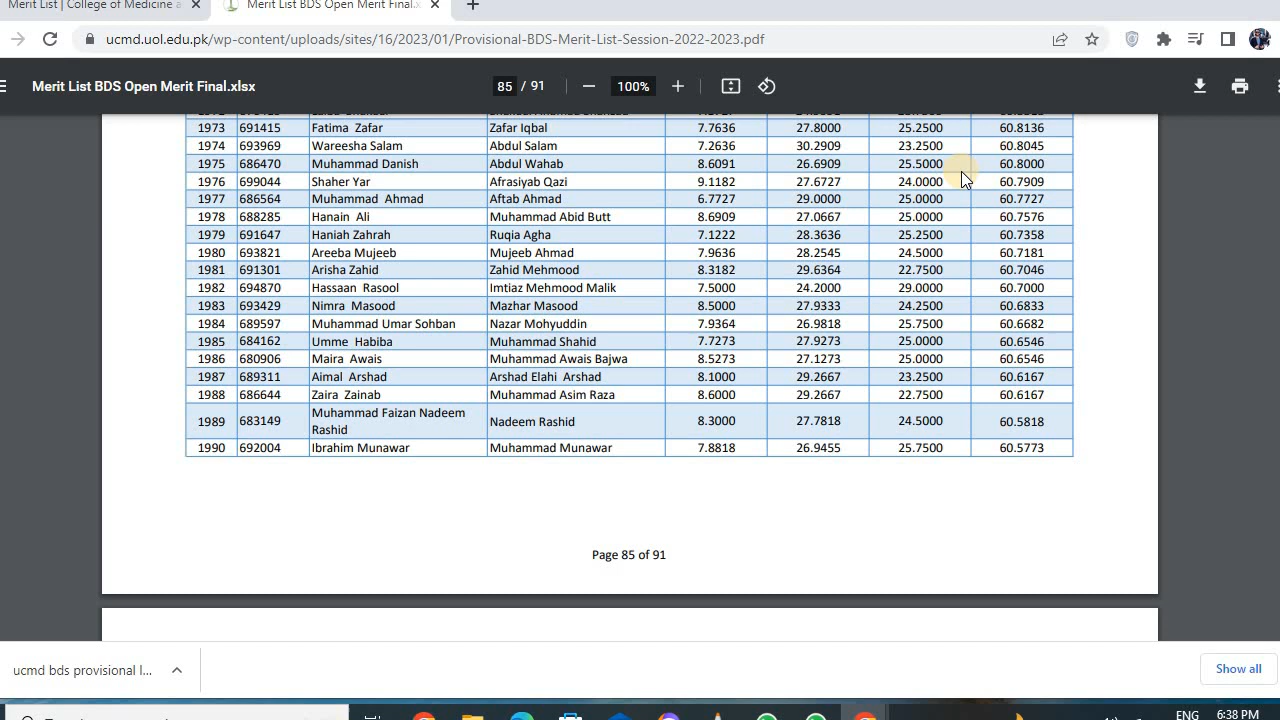 Merit List | College of Medicine a
Merit List BDS Open Merit Final.x
ucmd.uol.edu.pk/wp-content/uploads/sites/16/2023/01/Provisional-BDS-Merit-List-Session-2022-2023.pdf
Merit List BDS Open Merit Final.xlsx 85 / 91 100%
1973 691415 Fatima Zafar Zafar Iqbal 7.7636 27.8000 25.2500 60.8136
1974 693969 Wareesha Salam Abdul Salam 7.2636 30.2909 23.2500 60.8045
1975 686470 Muhammad Danish Abdul Wahab 8.6091 26.6909 25.5000 60.8000
1976 699044 Shaher Yar Afrasiyab Qazi 9.1182 27.6727 24.0000 60.7909
1977 686564 Muhammad Ahmad Aftab Ahmad 6.7727 29.0000 25.0000 60.7727
1978 688285 Hanain Ali Muhammad Abid Butt 8.6909 27.0667 25.0000 60.7576
1979 691647 Haniah Zahrah Ruqia Agha 7.1222 28.3636 25.2500 60.7358
1980 693821 Areeba Mujeeb Mujeeb Ahmad 7.9636 28.2545 24.5000 60.7181
1981 691301 Arisha Zahid Zahid Mehmood 8.3182 29.6364 22.7500 60.7046
1982 694870 Hassaan Rasool Imtiaz Mehmood Malik 7.5000 24.2000 29.0000 60.7000
1983 693429 Nimra Masood Mazhar Masood 8.5000 27.9333 24.2500 60.6833
1984 689597 Muhammad Umar Sohban Nazar Mohyuddin 7.9364 26.9818 25.7500 60.6682
1985 684162 Umme Habiba Muhammad Shahid 7.7273 27.9273 25.0000 60.6546
1986 680906 Maira Awais Muhammad Awais Bajwa 8.5273 27.1273 25.0000 60.6546
1987 689311 Aimal Arshad Arshad Elahi Arshad 8.1000 29.2667 23.2500 60.6167
1988 686644 Zaira Zainab Muhammad Asim Raza 8.6000 29.2667 22.7500 60.6167
1989 683149 Muhammad Faizan Nadeem
Rashid Nadeem Rashid 8.3000 27.7818 24.5000 60.5818
1990 692004 Ibrahim Munawar Muhammad Munawar 7.8818 26.9455 25.7500 60.5773
Page 85 of 91
ucmd bds provisional l...
Show all
ENG 6:38 PM